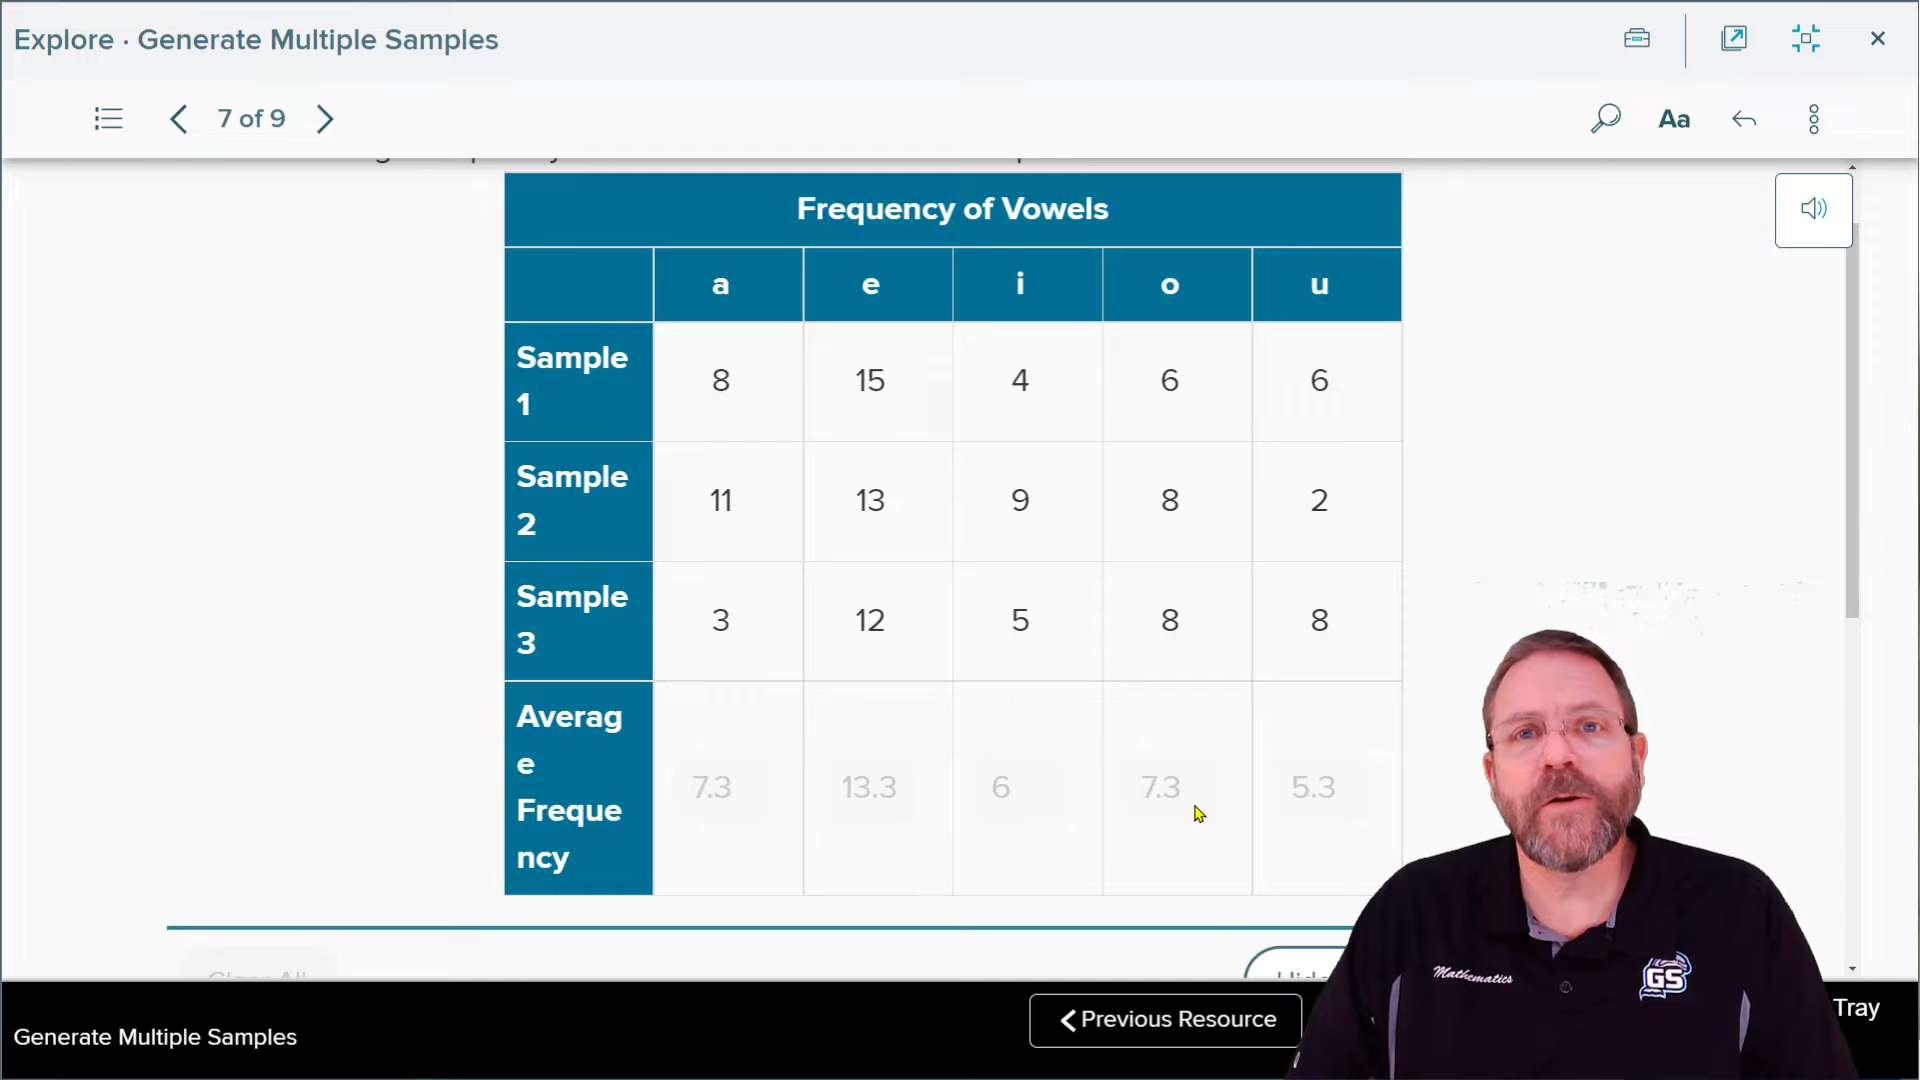 Explore · Generate Multiple Samples
7 of 9
Aa
Frequency of Vowels
a e i o u
Sample 1 8 15 4 6 6
Sample 2 11 13 9 8 2
Sample 3 3 12 5 8 8
Averag
e
Freque
ncy
7.3 13.3 6 7.3 5.3
Clear All
Mathematics
GS
Generate Multiple Samples
Previous Resource
Tray